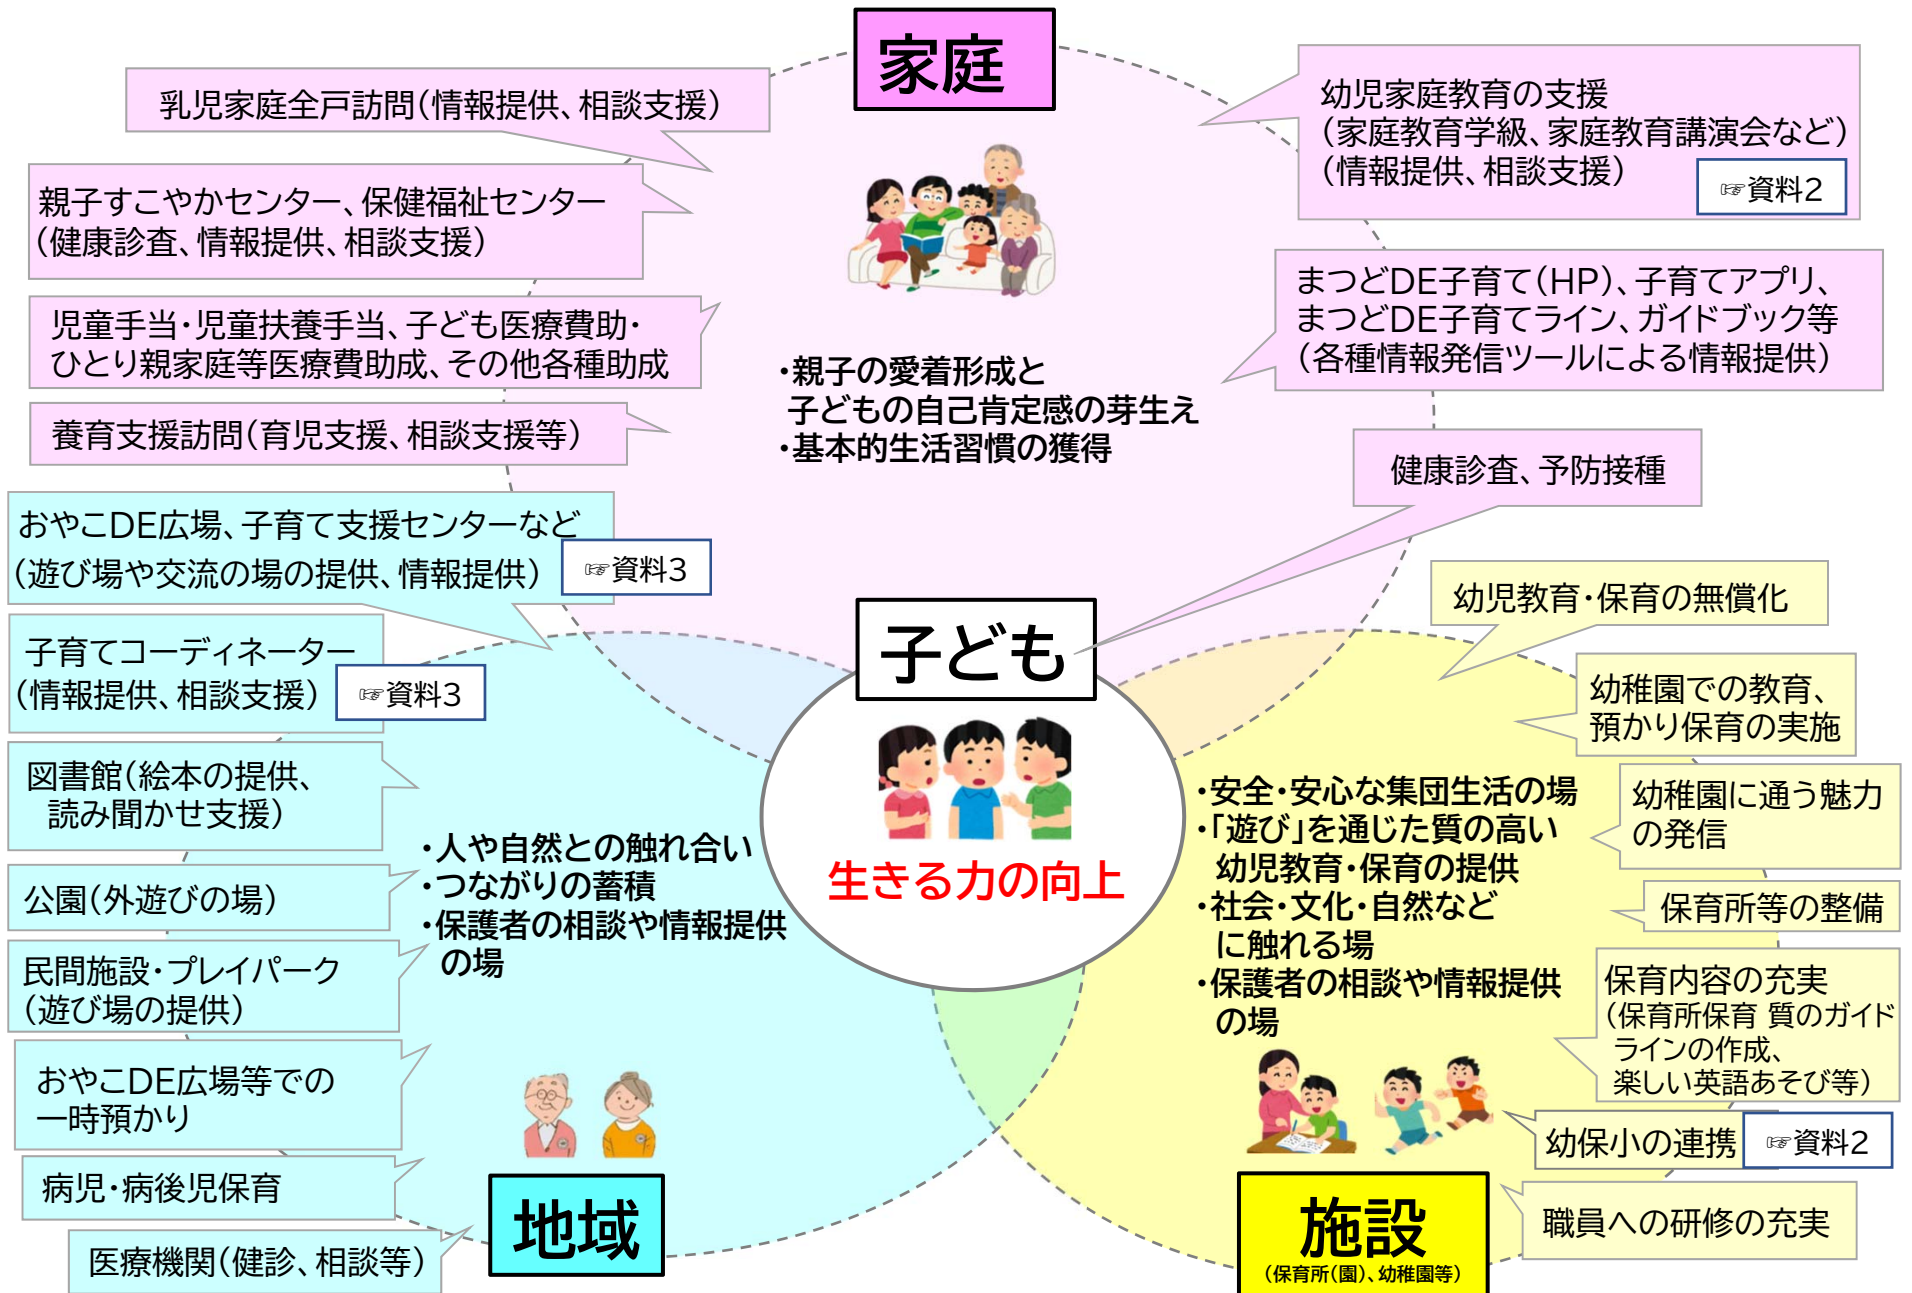 家庭
乳児家庭全戸訪問(情報提供、相談支援)
親子すこやかセンター、保健福祉センター
(健康診査、情報提供、相談支援)
児童手当・児童扶養手当、子ども医療費助・
ひとり親家庭等医療費助成、その他各種助成
養育支援訪問(育児支援、相談支援等)
幼児家庭教育の支援
(家庭教育学級、家庭教育講演会など)
(情報提供、相談支援)
☞資料2
まつどDE子育て(HP)、子育てアプリ、
まつどDE子育てライン、ガイドブック等
(各種情報発信ツールによる情報提供)
・親子の愛着形成と
子どもの自己肯定感の芽生え
・基本的生活習慣の獲得
健康診査、予防接種
おやこDE広場、子育て支援センターなど
(遊び場や交流の場の提供、情報提供)
☞資料3
子育てコーディネーター
(情報提供、相談支援)
☞資料3
図書館(絵本の提供、
読み聞かせ支援)
公園(外遊びの場)
民間施設・プレイパーク
(遊び場の提供)
おやこDE広場等での
一時預かり
病児・病後児保育
医療機関(健診、相談等)
・人や自然との触れ合い
・つながりの蓄積
・保護者の相談や情報提供
の場
地域
子ども
生きる力の向上
幼児教育・保育の無償化
幼稚園での教育、
預かり保育の実施
幼稚園に通う魅力
の発信
保育所等の整備
保育内容の充実
(保育所保育 質のガイド
ラインの作成、
楽しい英語あそび等)
幼保小の連携
☞資料2
職員への研修の充実
・安全・安心な集団生活の場
・「遊び」を通じた質の高い
幼児教育・保育の提供
・社会・文化・自然など
に触れる場
・保護者の相談や情報提供
の場
施設
(保育所(園)、幼稚園等)